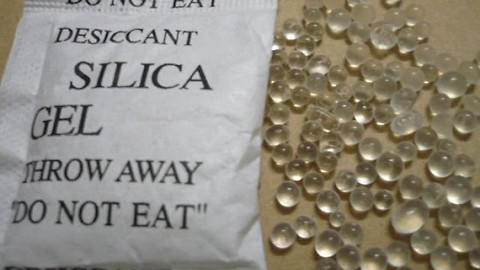 DO NOT EAT
DESICCANT
SILICA
GEL
THROW AWAY
"DO NOT EAT"